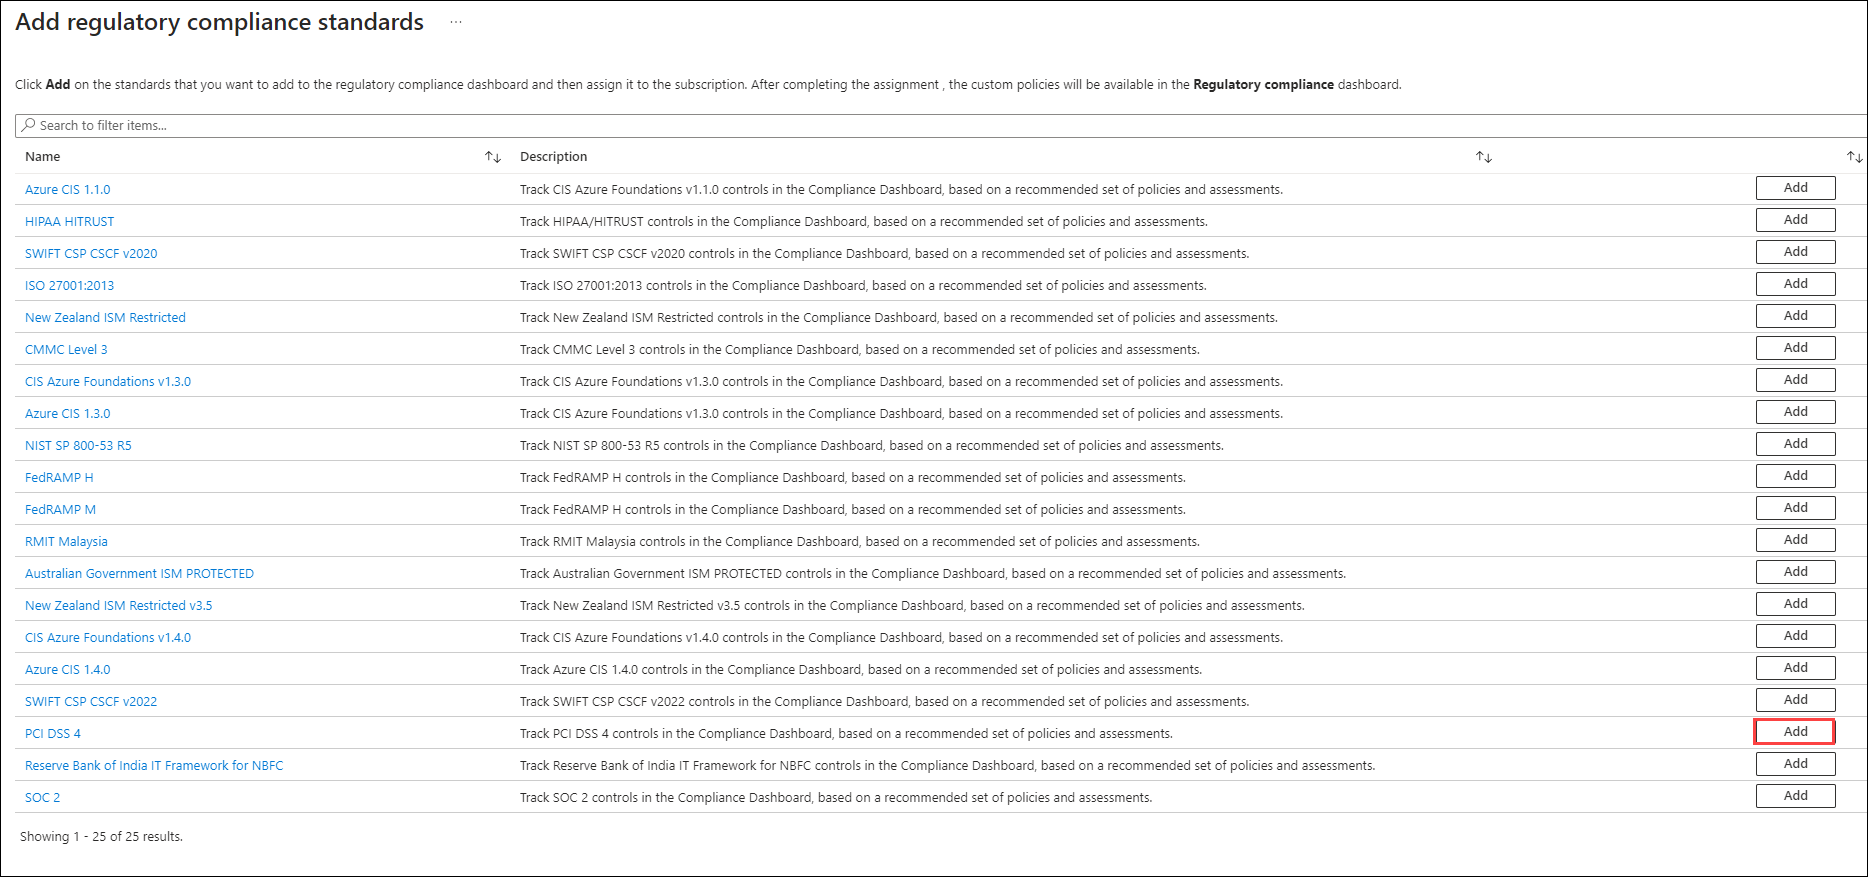 Add regulatory compliance standards ...
Click Add on the standards that you want to add to the regulatory compliance dashboard and then assign it to the subscription. After completing the assignment , the custom policies will be available in the Regulatory compliance dashboard.
Search to filter items...
Name ↑↓ Description ↑↓ ↑↓
Azure CIS 1.1.0 Track CIS Azure Foundations v1.1.0 controls in the Compliance Dashboard, based on a recommended set of policies and assessments. Add
HIPAA HITRUST Track HIPAA/HITRUST controls in the Compliance Dashboard, based on a recommended set of policies and assessments. Add
SWIFT CSP CSCF v2020 Track SWIFT CSP CSCF v2020 controls in the Compliance Dashboard, based on a recommended set of policies and assessments. Add
ISO 27001:2013 Track ISO 27001:2013 controls in the Compliance Dashboard, based on a recommended set of policies and assessments. Add
New Zealand ISM Restricted Track New Zealand ISM Restricted controls in the Compliance Dashboard, based on a recommended set of policies and assessments. Add
CMMC Level 3 Track CMMC Level 3 controls in the Compliance Dashboard, based on a recommended set of policies and assessments. Add
CIS Azure Foundations v1.3.0 Track CIS Azure Foundations v1.3.0 controls in the Compliance Dashboard, based on a recommended set of policies and assessments. Add
Azure CIS 1.3.0 Track CIS Azure Foundations v1.3.0 controls in the Compliance Dashboard, based on a recommended set of policies and assessments. Add
NIST SP 800-53 R5 Track NIST SP 800-53 R5 controls in the Compliance Dashboard, based on a recommended set of policies and assessments. Add
FedRAMP H Track FedRAMP H controls in the Compliance Dashboard, based on a recommended set of policies and assessments. Add
FedRAMP M Track FedRAMP H controls in the Compliance Dashboard, based on a recommended set of policies and assessments. Add
RMIT Malaysia Track RMIT Malaysia controls in the Compliance Dashboard, based on a recommended set of policies and assessments. Add
Australian Government ISM PROTECTED Track Australian Government ISM PROTECTED controls in the Compliance Dashboard, based on a recommended set of policies and assessments. Add
New Zealand ISM Restricted v3.5 Track New Zealand ISM Restricted v3.5 controls in the Compliance Dashboard, based on a recommended set of policies and assessments. Add
CIS Azure Foundations v1.4.0 Track CIS Azure Foundations v1.4.0 controls in the Compliance Dashboard, based on a recommended set of policies and assessments. Add
Azure CIS 1.4.0 Track Azure CIS 1.4.0 controls in the Compliance Dashboard, based on a recommended set of policies and assessments. Add
SWIFT CSP CSCF v2022 Track SWIFT CSP CSCF v2022 controls in the Compliance Dashboard, based on a recommended set of policies and assessments. Add
PCI DSS 4 Track PCI DSS 4 controls in the Compliance Dashboard, based on a recommended set of policies and assessments. Add
Reserve Bank of India IT Framework for NBFC Track Reserve Bank of India IT Framework for NBFC controls in the Compliance Dashboard, based on a recommended set of policies and assessments. Add
SOC 2 Track SOC 2 controls in the Compliance Dashboard, based on a recommended set of policies and assessments. Add
Showing 1 - 25 of 25 results.